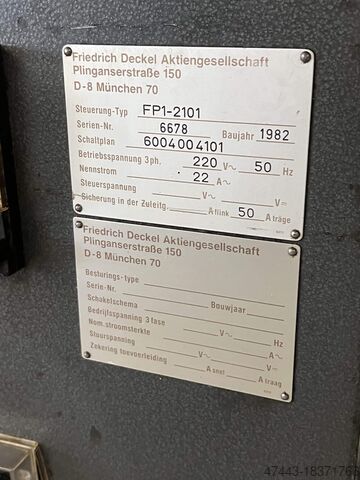 Friedrich Deckel Aktiengesellschaft
Plinganserstraße 150
D-8 München 70
Steuerung-Typ FP1-2101
Serien-Nr. 6678 Baujahr 1982
Schaltplan 6004004101
Betriebsspannung 3ph. 220 V~ 50 Hz
Nennstrom 22 A~
Steuerspannung V~ V=
Sicherung in der Zuleitg. A flink 50 A träge
Friedrich Deckel Aktiengesellschaft
Plinganserstraße 150
D-8 München 70
Besturings-type
Serie-Nr. Bouwjaar
Schakelschema
Bedrijfsspanning 3 fase V~ Hz
Nom. stroomsterkte A~
Stuurspanning V~ V=
Zekering toevoerleiding A snel A traag
47443-18371763